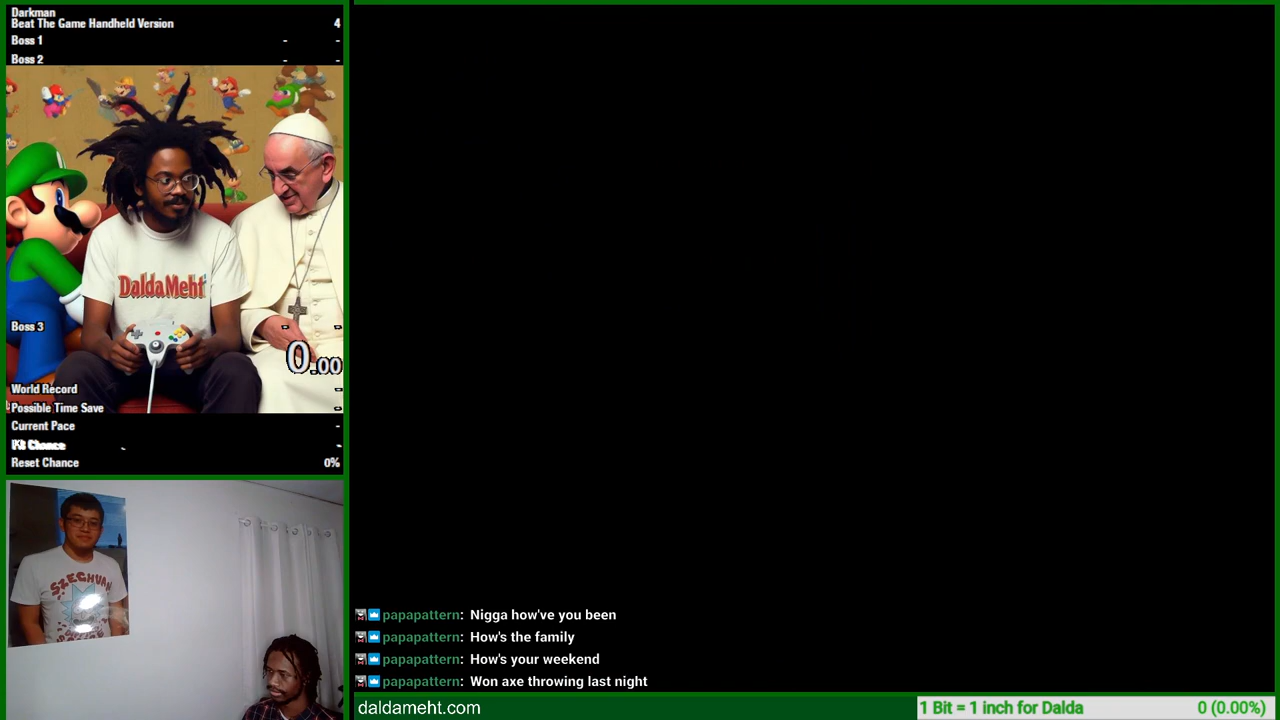 Darkman
Beat The Game Handheld Version 4
Boss 1 - -
Boss 2 - -
DaldaMeht
Boss 3 - -
0.00
World Record -
Possible Time Save -
Current Pace -
- -
Reset Chance 0%
SZECHUAN
papapattern: Nigga how've you been
papapattern: How's the family
papapattern: How's your weekend
papapattern: Won axe throwing last night
daldameht.com
1 Bit = 1 inch for Dalda 0 (0.00%)